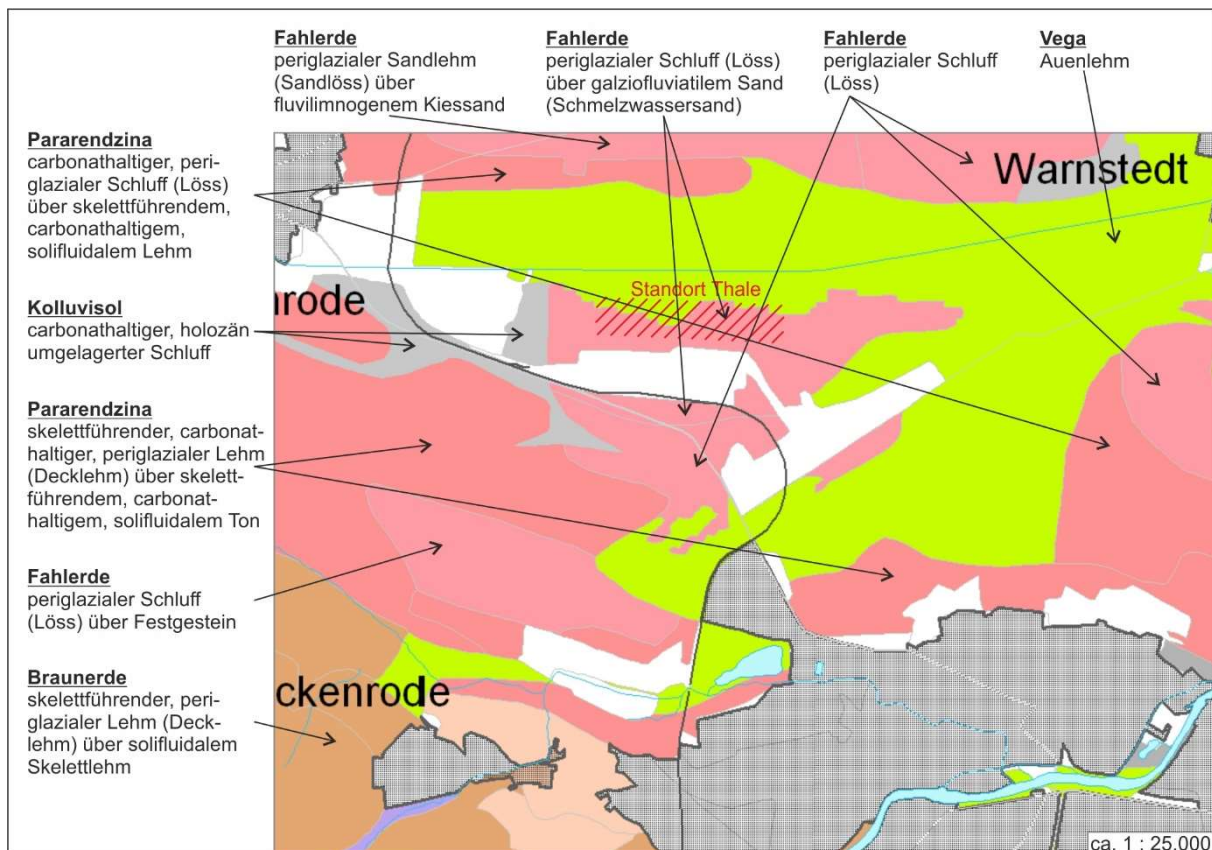 Fahlerde
periglazialer Sandlehm
(Sandlöss) über
fluvilimnogenem Kiessand
Fahlerde
periglazialer Schluff (Löss)
über galziofluviatilem Sand
(Schmelzwassersand)
Fahlerde
periglazialer Schluff
(Löss)
Vega
Auenlehm
Pararendzina
carbonathaltiger, peri-
glazialer Schluff (Löss)
über skelettführendem,
carbonathaltigem,
solifluidalem Lehm
Kolluvisol
carbonathaltiger, holozän
umgelagerter Schluff
Pararendzina
skelettführender, carbonat-
haltiger, periglazialer Lehm
(Decklehm) über skelett-
führendem, carbonat-
haltigem, solifluidalem Ton
Fahlerde
periglazialer Schluff
(Löss) über Festgestein
Braunerde
skelettführender, peri-
glazialer Lehm (Deck-
lehm) über solifluidalem
Skelettlehm
Warnstedt
Standort Thale
nrode
ckenrode
ca. 1 : 25.000